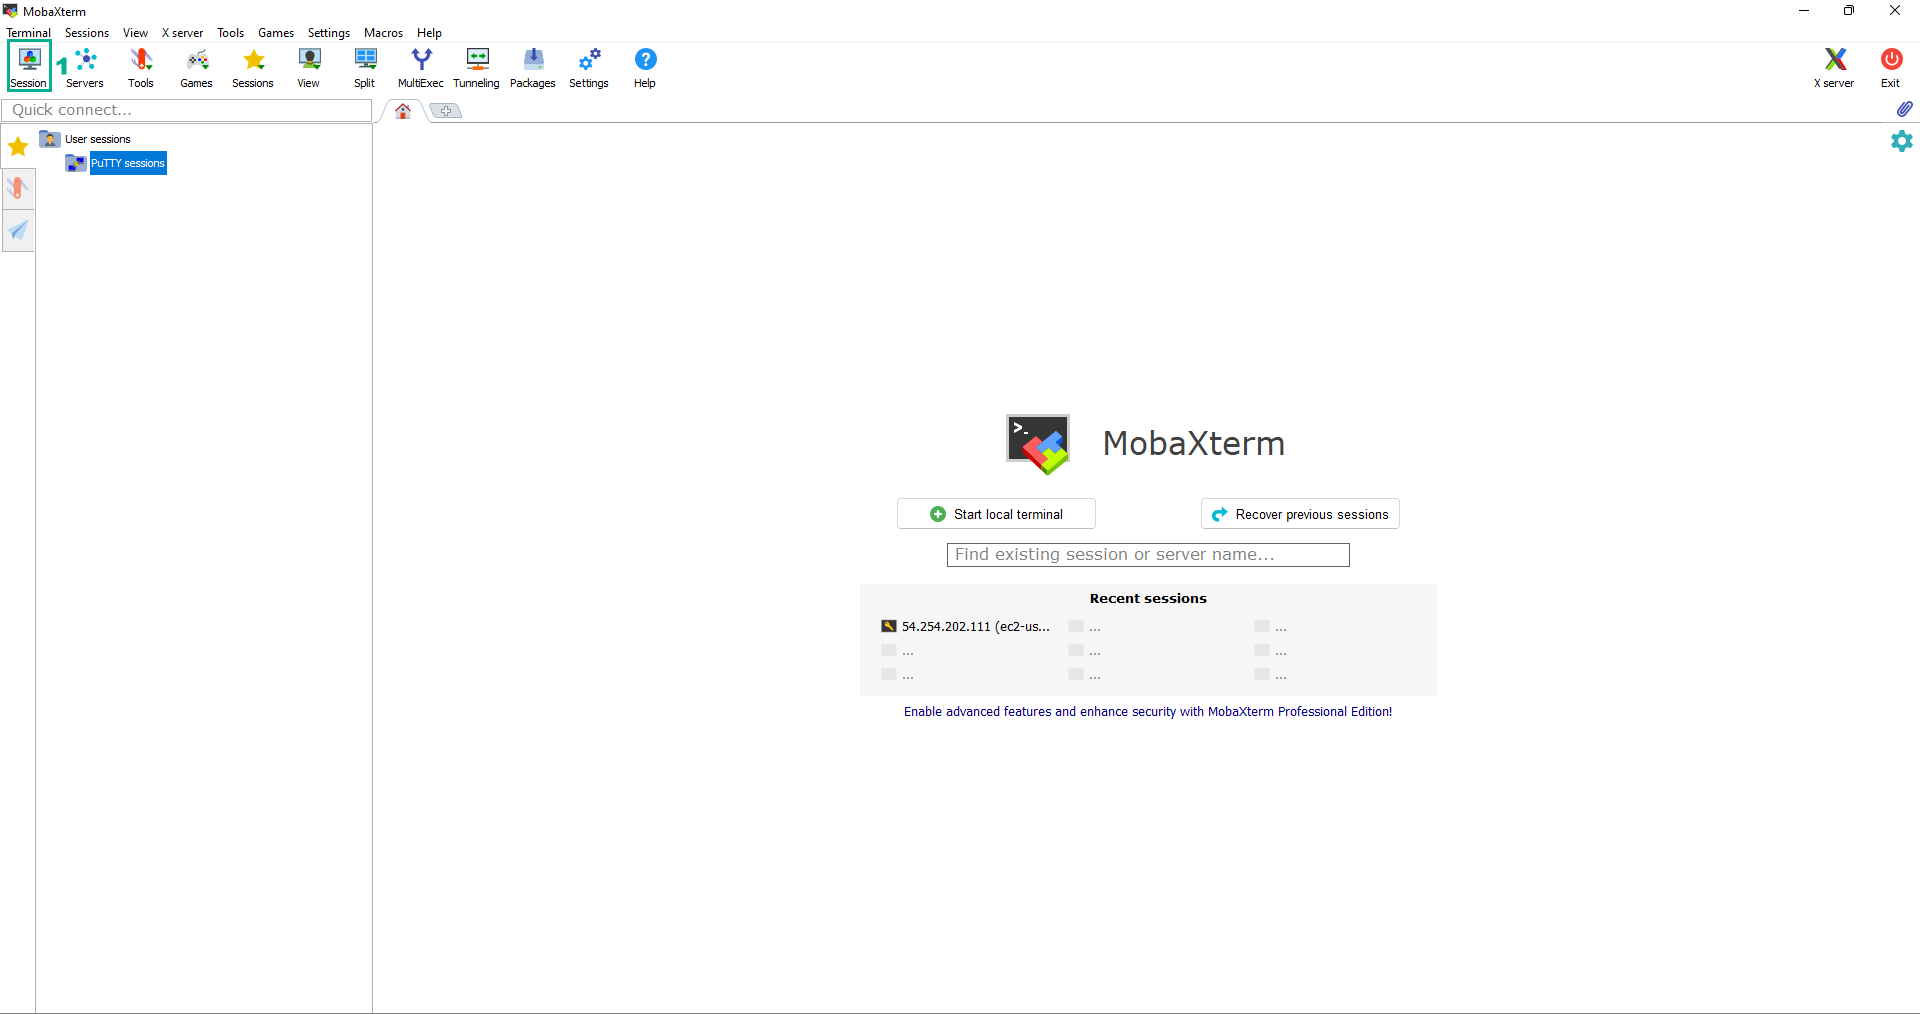 MobaXterm
Terminal Sessions View X server Tools Games Settings Macros Help
Session 1 Servers Tools Games Sessions View Split MultiExec Tunneling Packages Settings ? Help X server Exit
Quick connect...
User sessions
PuTTY sessions
>_ MobaXterm
Start local terminal Recover previous sessions
Find existing session or server name...
Recent sessions
54.254.202.111 (ec2-us... ... ...
... ... ...
... ... ...
Enable advanced features and enhance security with MobaXterm Professional Edition!